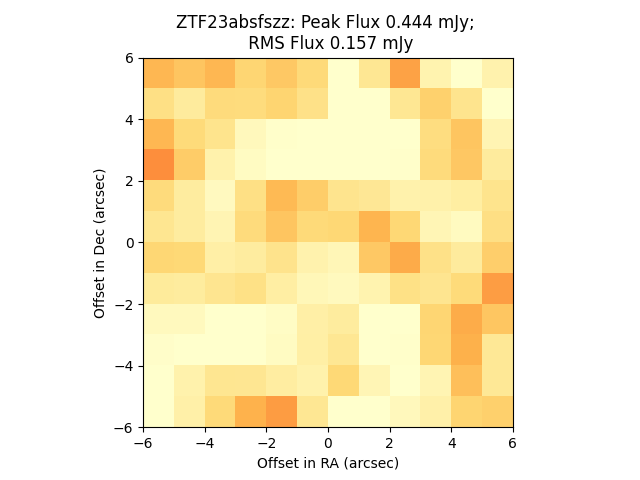 ZTF23absfszz: Peak Flux 0.444 mJy;
RMS Flux 0.157 mJy
6
4
2
0
−2
−4
−6
Offset in Dec (arcsec)
−6 −4 −2 0 2 4 6
Offset in RA (arcsec)